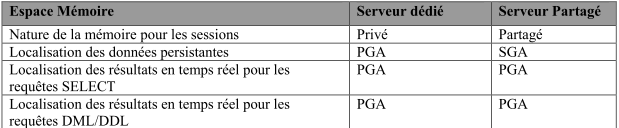 Espace Mémoire Serveur dédié Serveur Partagé
Nature de la mémoire pour les sessions Privé Partagé
Localisation des données persistantes PGA SGA
Localisation des résultats en temps réel pour les PGA PGA
requêtes SELECT
Localisation des résultats en temps réel pour les PGA PGA
requêtes DML/DDL